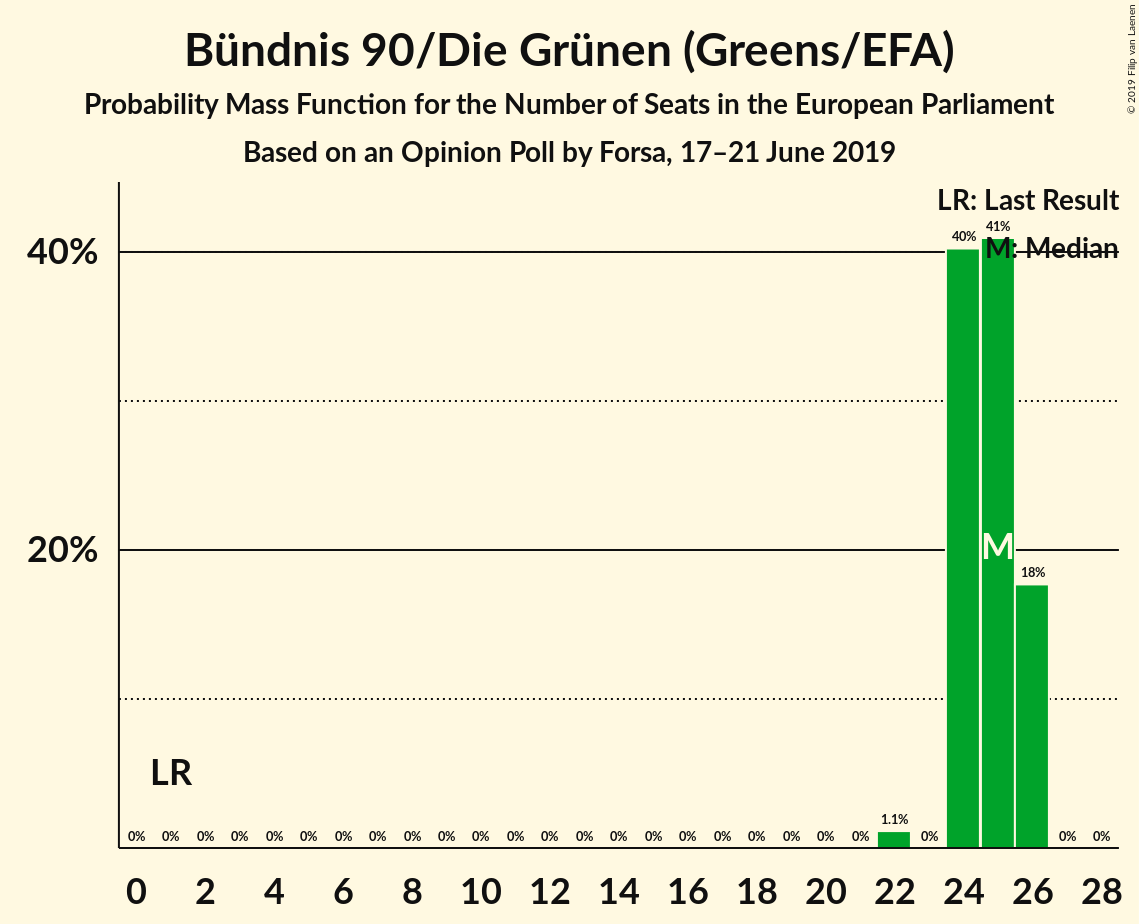 Bündnis 90/Die Grünen (Greens/EFA)
Probability Mass Function for the Number of Seats in the European Parliament
Based on an Opinion Poll by Forsa, 17–21 June 2019
© 2019 Filip van Laenen
LR: Last Result
M: Median
40%
20%
40%
41%
M
18%
LR
0% 0% 0% 0% 0% 0% 0% 0% 0% 0% 0% 0% 0% 0% 0% 0% 0% 0% 0% 0% 0% 0% 1.1% 0% 0% 0%
0 2 4 6 8 10 12 14 16 18 20 22 24 26 28